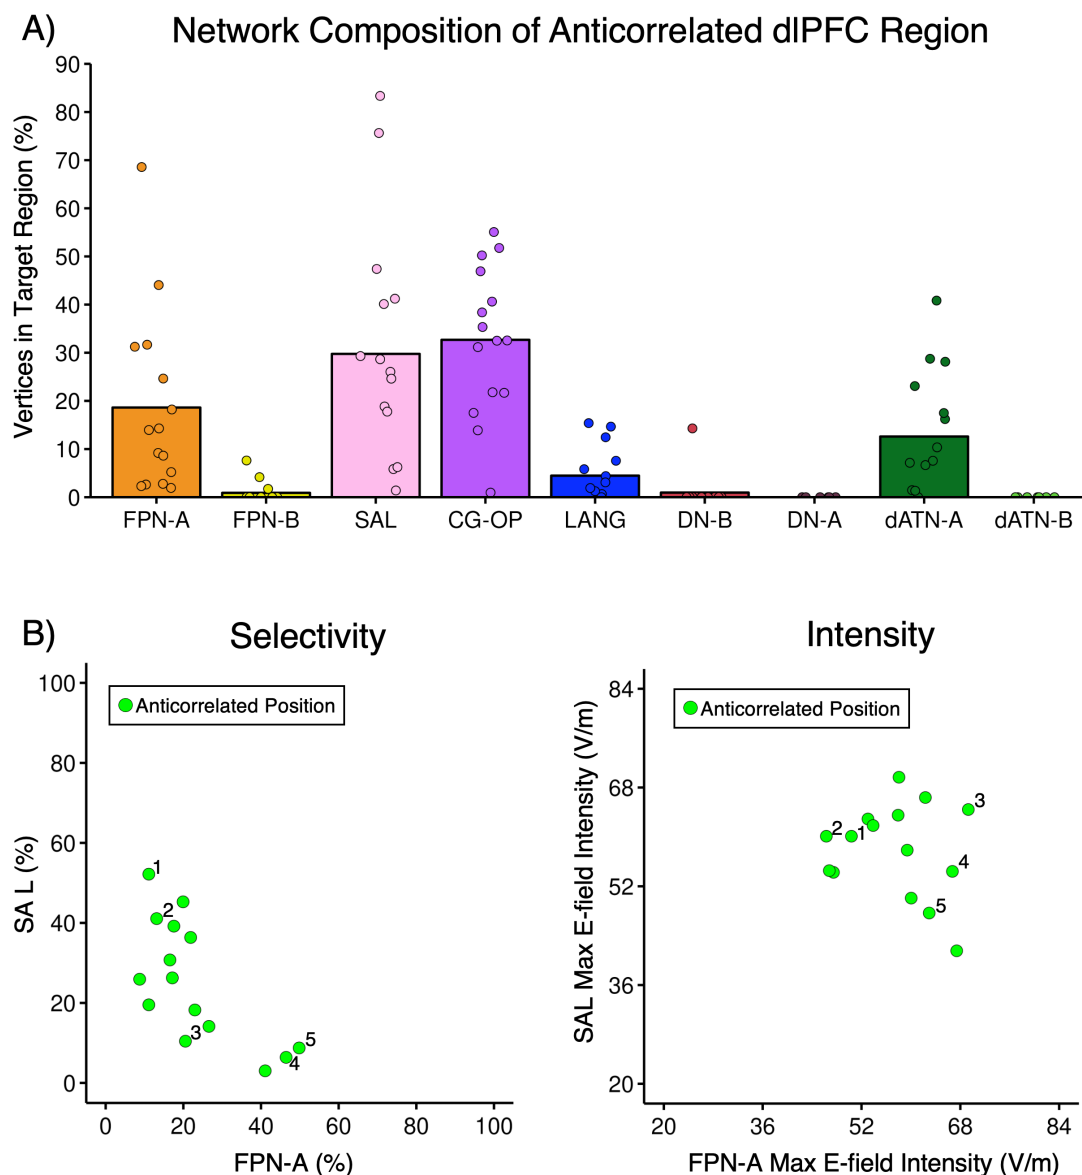 A) Network Composition of Anticorrelated dlPFC Region
Vertices in Target Region (%)
90
80
70
60
50
40
30
20
10
0
FPN-A FPN-B SAL CG-OP LANG DN-B DN-A dATN-A dATN-B
B) Selectivity
Anticorrelated Position
SA L (%)
100
80
60
40
20
0
1
2
3
5
4
0 20 40 60 80 100
FPN-A (%)
Intensity
Anticorrelated Position
SAL Max E-field Intensity (V/m)
84
68
52
36
20
3
2 1
4
5
20 36 52 68 84
FPN-A Max E-field Intensity (V/m)